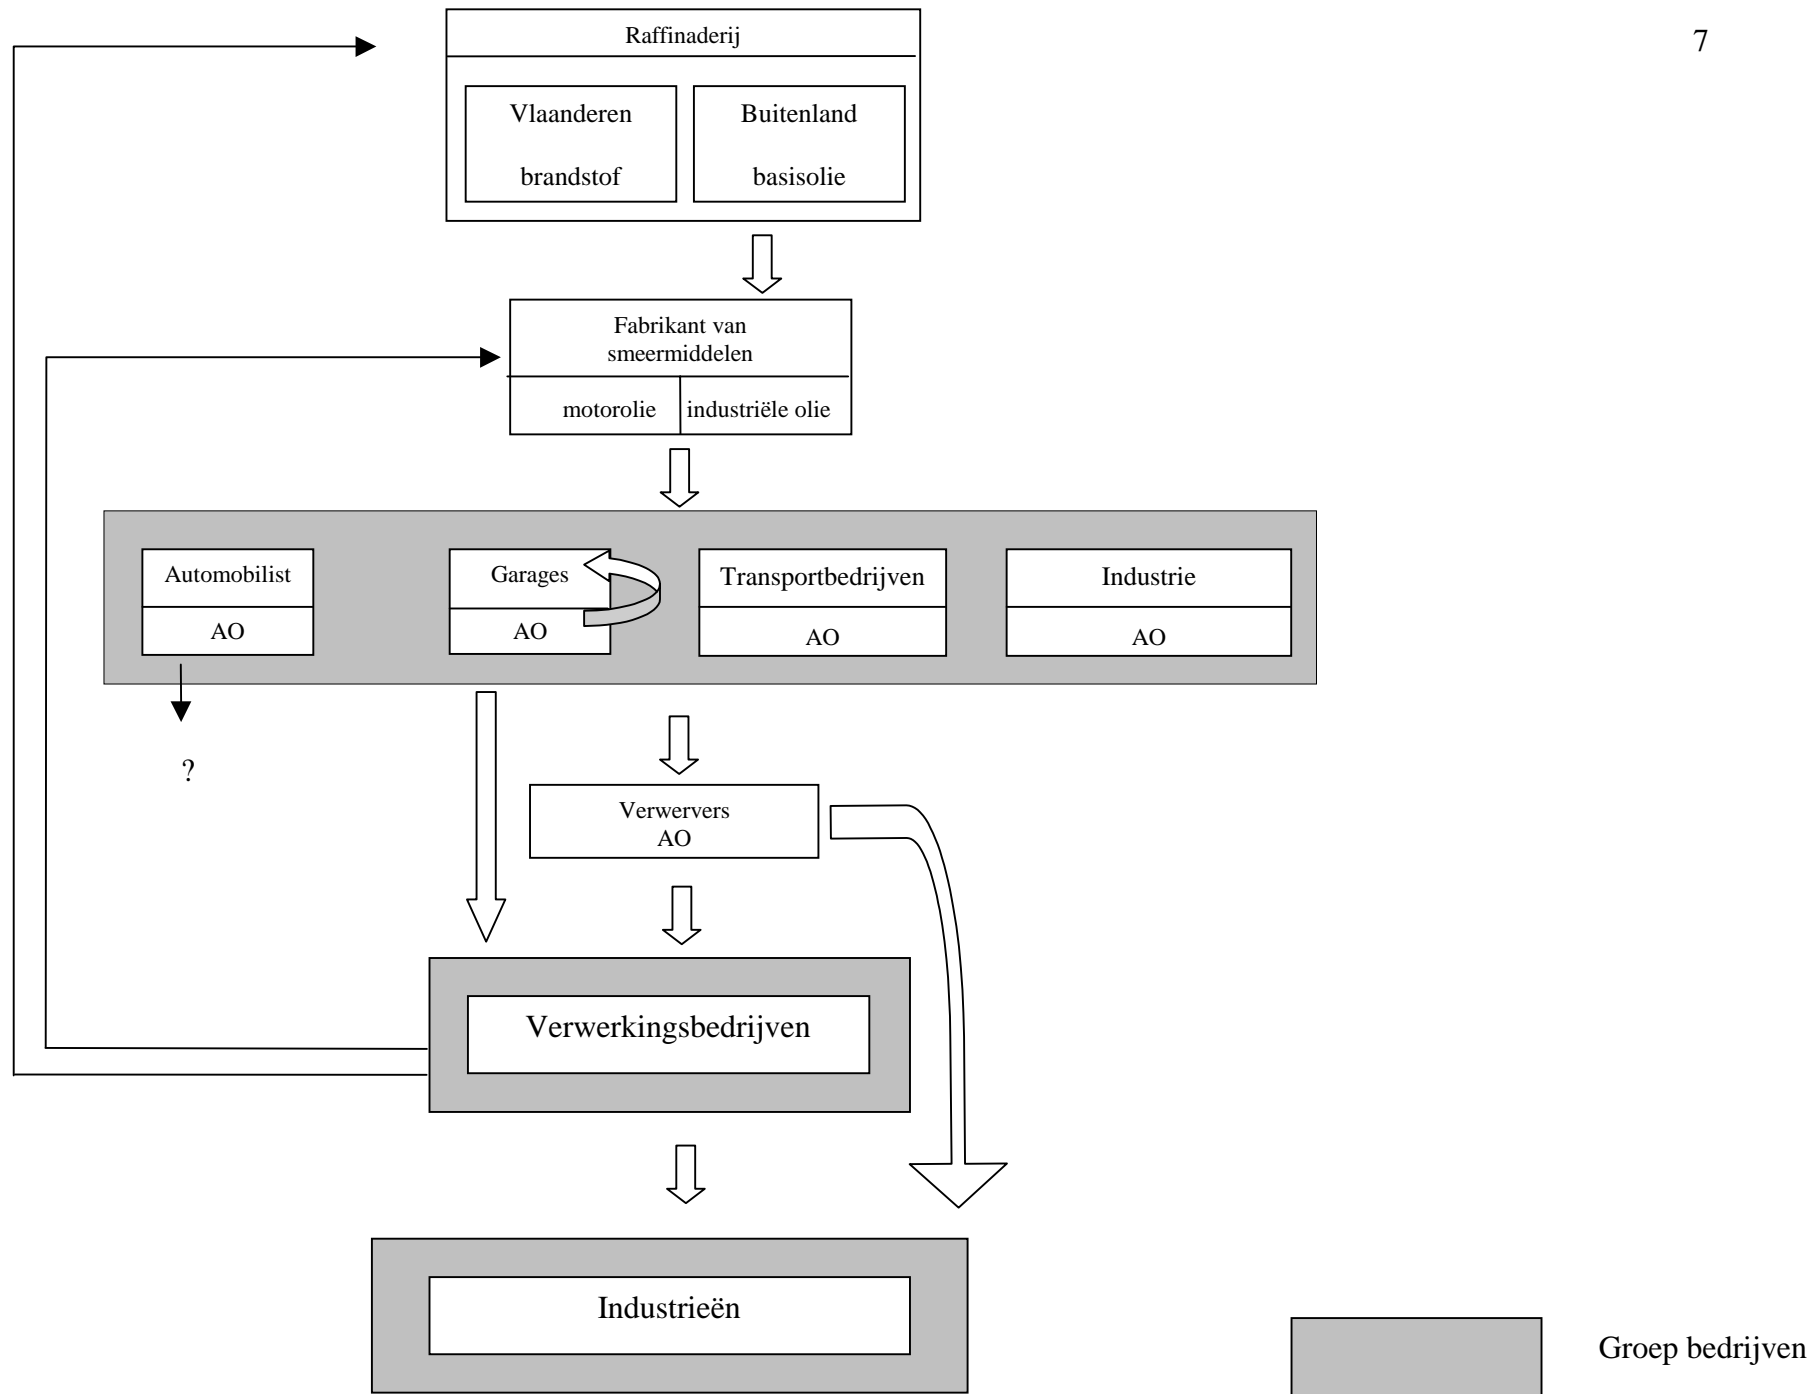 7
Raffinaderij
Vlaanderen
brandstof
Buitenland
basisolie
Fabrikant van
smeermiddelen
motorolie
industriële olie
Automobilist
AO
Garages
AO
Transportbedrijven
AO
Industrie
AO
?
Verwervers
AO
Verwerkingsbedrijven
Industrieën
Groep bedrijven